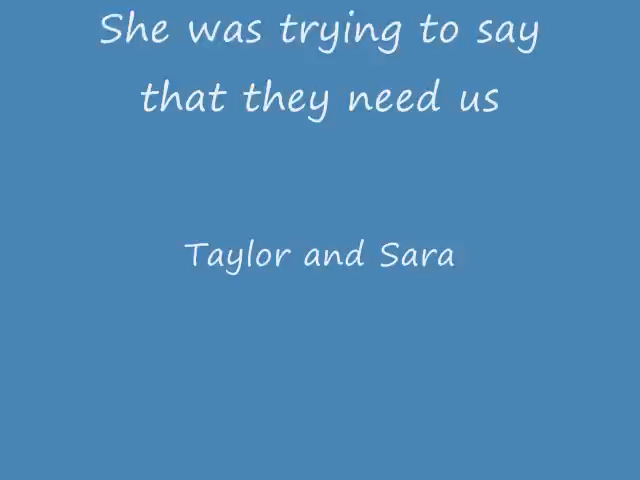 She was trying to say
that they need us
Taylor and Sara